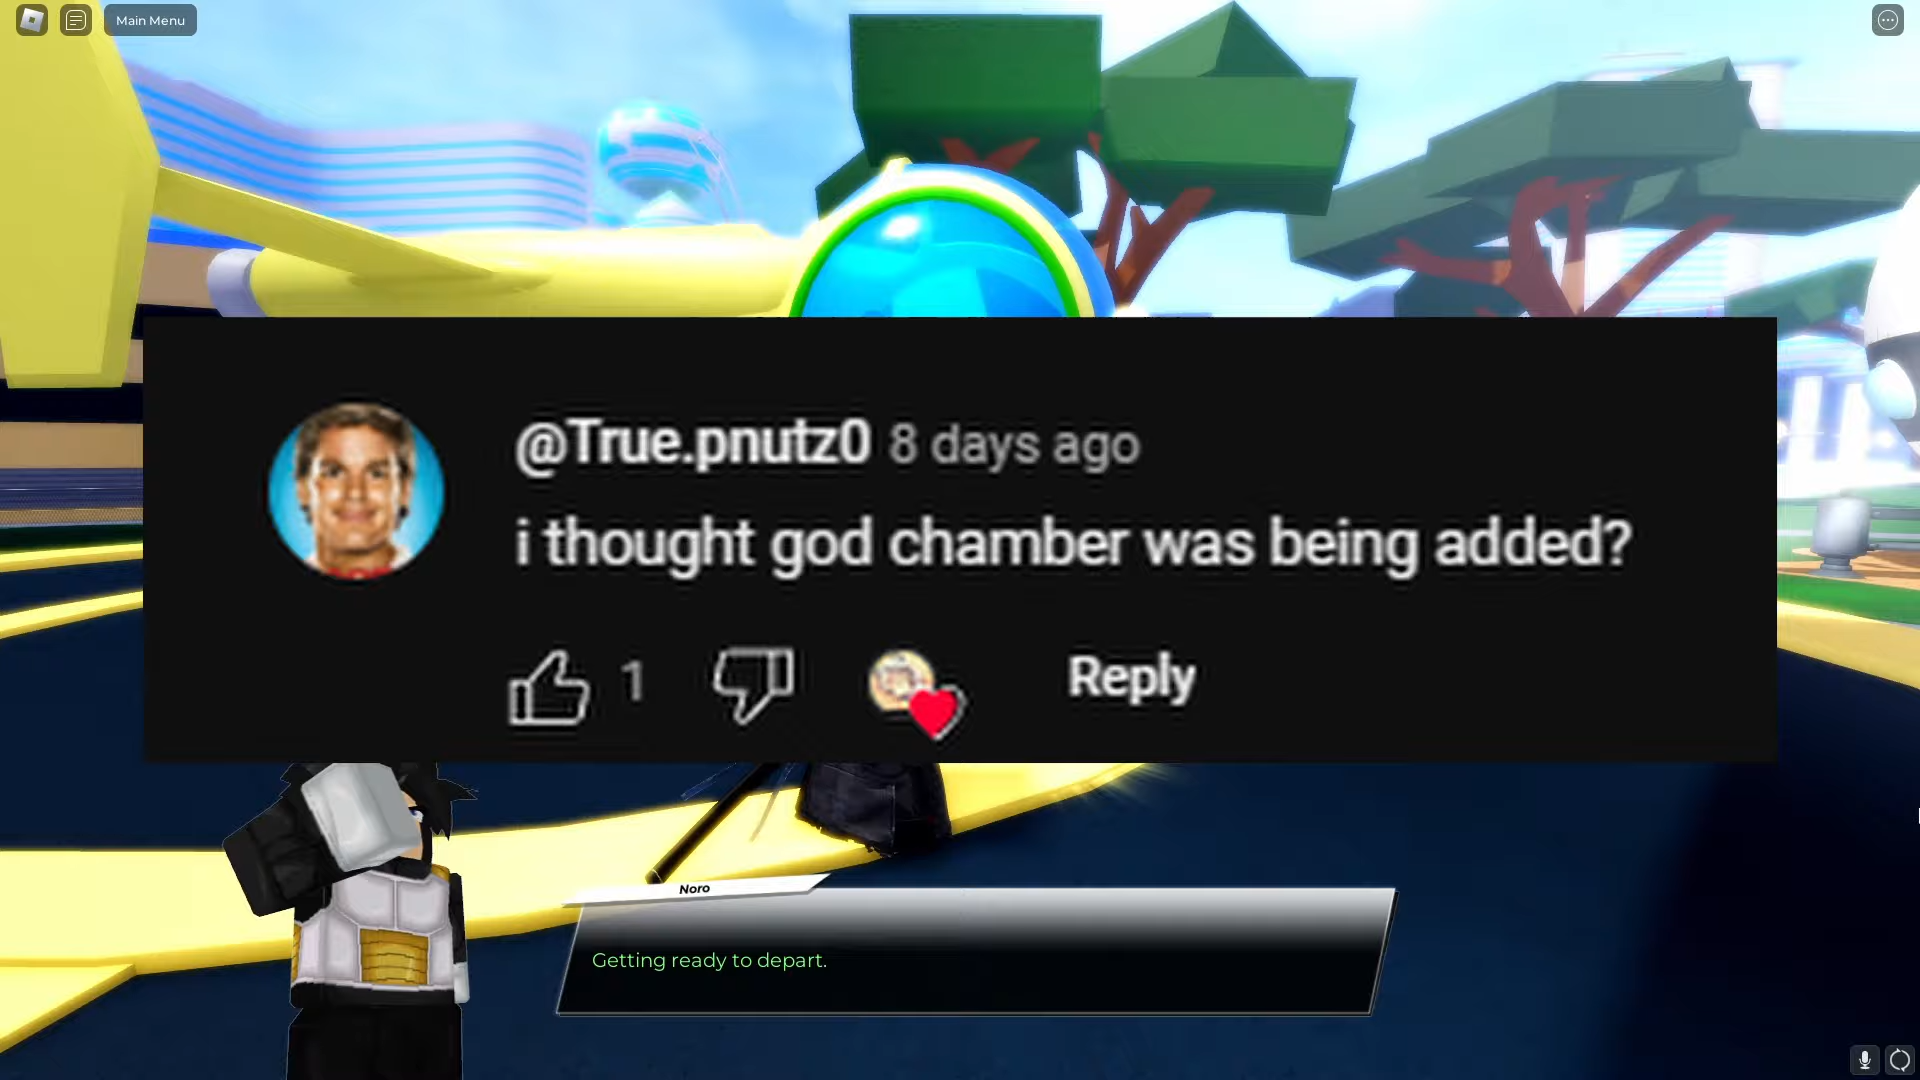 Main Menu
@True.pnutz0 8 days ago
i thought god chamber was being added?
1
Reply
Noro
Getting ready to depart.